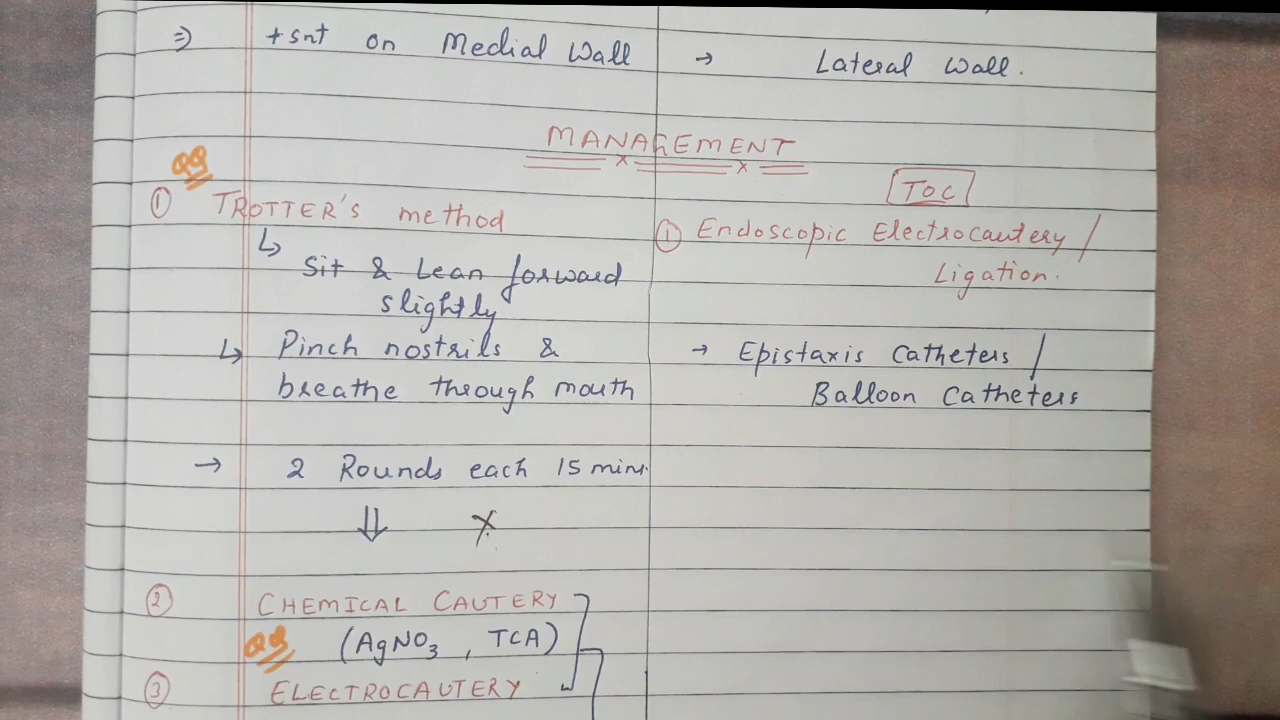 ⇒ +snt on Medial Wall → Lateral Wall.
MANAGEMENT
① TROTTER's method
↳ Sit & Lean forward
slightly
↳ Pinch nostrils &
breathe through mouth
→ 2 Rounds each 15 mins.
⇓ X
② CHEMICAL CAUTERY
(AgNO₃, TCA)
③ ELECTROCAUTERY
TOC
① Endoscopic Electrocautery /
Ligation.
→ Epistaxis Catheters /
Balloon Catheters